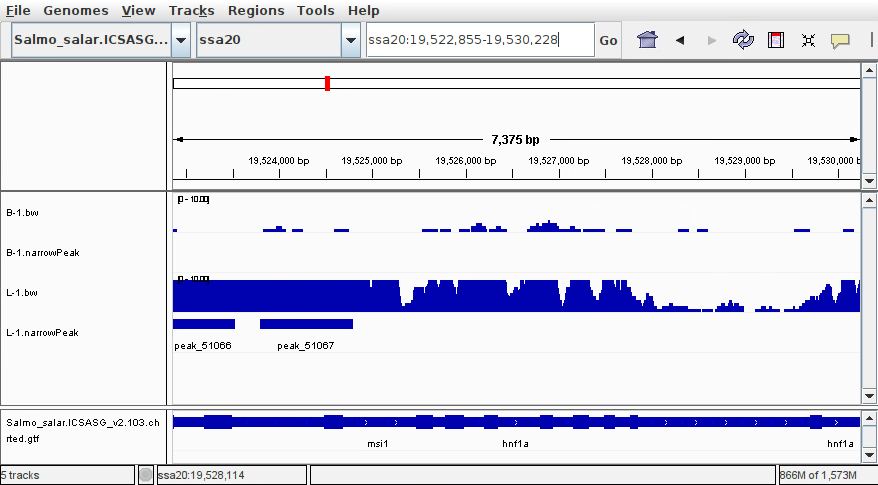 File Genomes View Tracks Regions Tools Help
Salmo_salar.ICSASG... ssa20 ssa20:19,522,855-19,530,228 Go
7,375 bp
19,524,000 bp 19,525,000 bp 19,526,000 bp 19,527,000 bp 19,528,000 bp 19,529,000 bp 19,530,000 b
[0 - 10.00]
B-1.bw
B-1.narrowPeak
[0 - 10.00]
L-1.bw
L-1.narrowPeak
peak_51066 peak_51067
Salmo_salar.ICSASG_v2.103.ch
rted.gtf
msi1 hnf1a hnf1a
5 tracks ssa20:19,528,114 866M of 1,573M